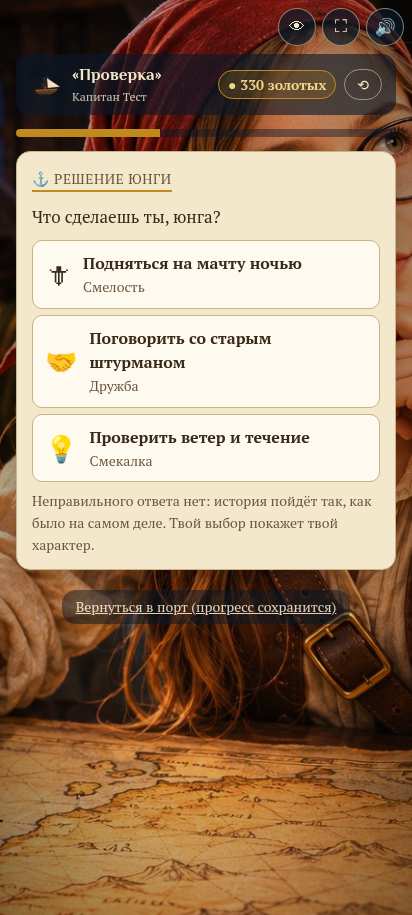 «Проверка»
Капитан Тест
● 330 золотых
⚓ РЕШЕНИЕ ЮНГИ
Что сделаешь ты, юнга?
Подняться на мачту ночью
Смелость
Поговорить со старым
штурманом
Дружба
Проверить ветер и течение
Смекалка
Неправильного ответа нет: история пойдёт так, как
было на самом деле. Твой выбор покажет твой
характер.
Вернуться в порт (прогресс сохранится)